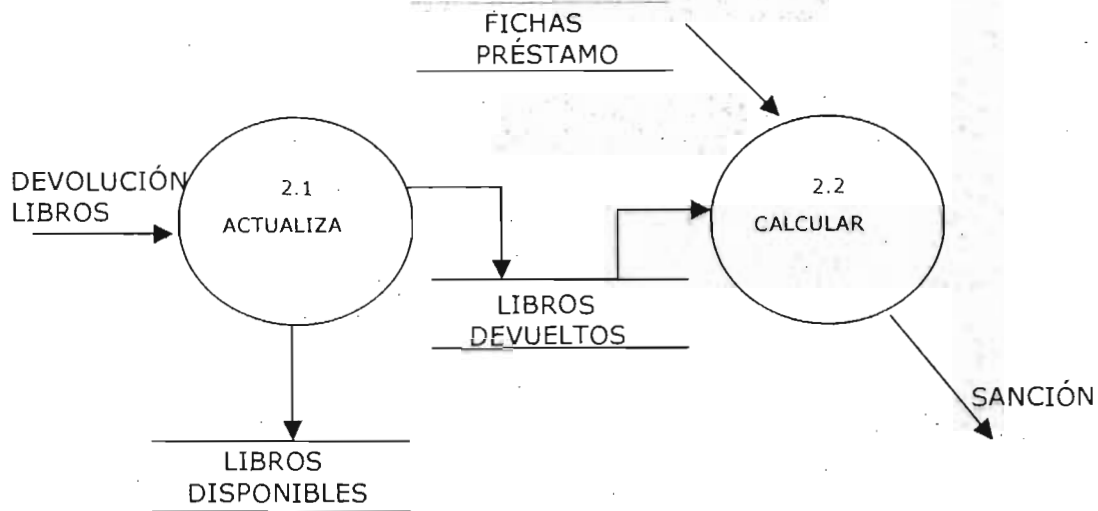 FICHAS
PRÉSTAMO
DEVOLUCIÓN
LIBROS
2.1
ACTUALIZA
2.2
CALCULAR
LIBROS
DEVUELTOS
SANCIÓN
LIBROS
DISPONIBLES